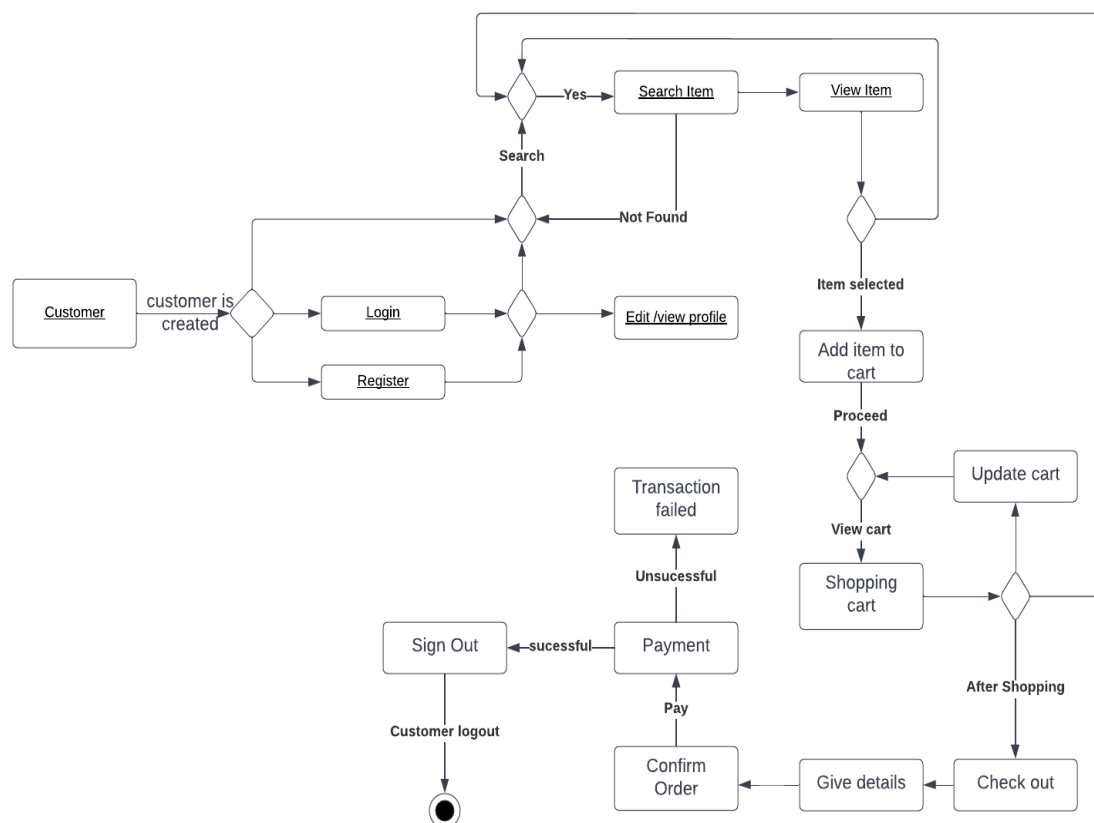 Yes
Search Item
View Item
Search
Not Found
Customer
customer is
created
Login
Edit /view profile
Register
Item selected
Add item to
cart
Proceed
Update cart
View cart
Shopping
cart
Transaction
failed
Unsucessful
Sign Out
sucessful
Payment
After Shopping
Pay
Customer logout
Confirm
Order
Give details
Check out